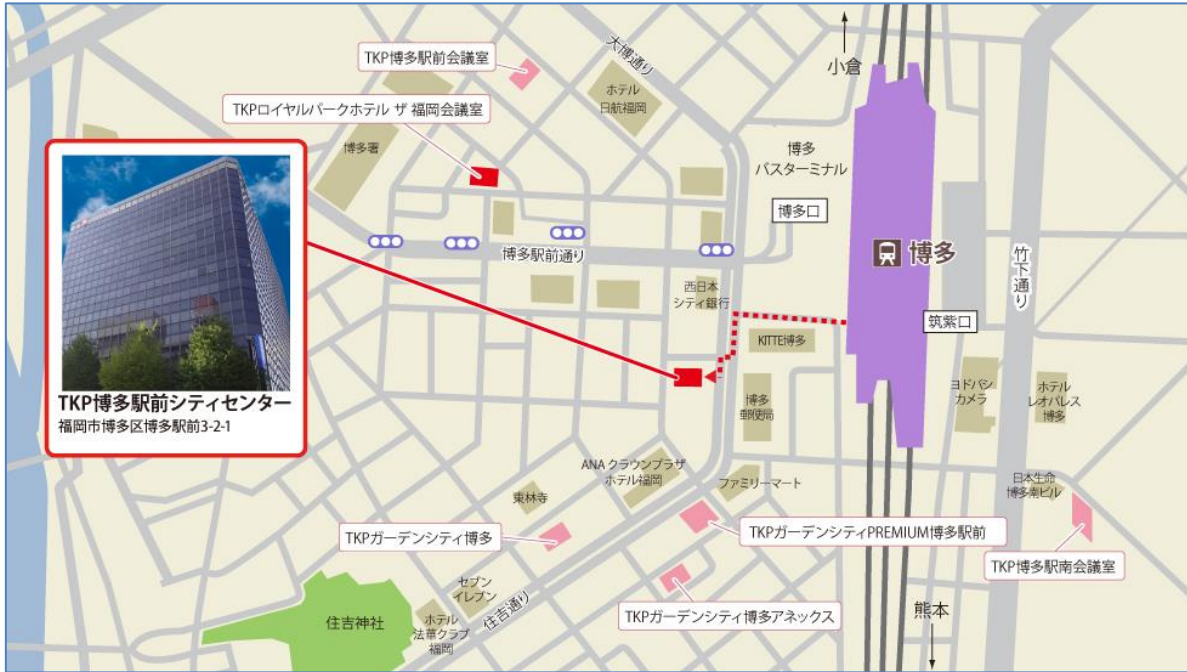 TKP博多駅前会議室
大博通り
小倉
TKPロイヤルパークホテル ザ 福岡会議室
ホテル
日航福岡
博多署
博多
バスターミナル
博多口
博多駅前通り
博多
竹下通り
西日本
シティ銀行
筑紫口
KITTE博多
TKP博多駅前シティセンター
福岡市博多区博多駅前3-2-1
博多
郵便局
ヨドバシ
カメラ
ホテル
レオパレス
博多
ANA クラウンプラザ
ホテル福岡
ファミリーマート
日本生命
博多南ビル
東林寺
TKPガーデンシティ博多
TKPガーデンシティPREMIUM博多駅前
TKP博多駅南会議室
セブン
イレブン
住吉通り
TKPガーデンシティ博多アネックス
住吉神社
ホテル
法華クラブ
福岡
熊本